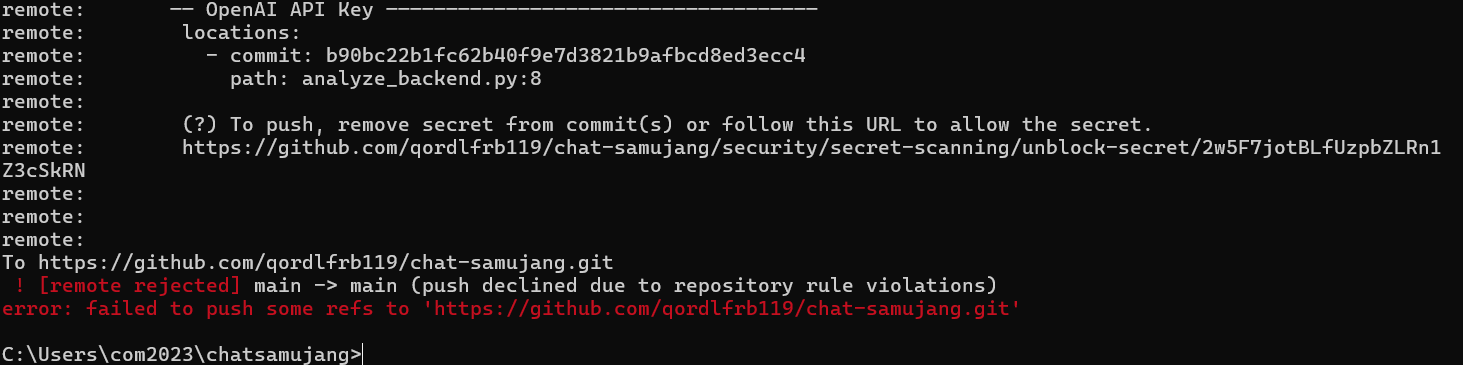 remote:       -- OpenAI API Key ------------------------------------
remote:        locations:
remote:          - commit: b90bc22b1fc62b40f9e7d3821b9afbcd8ed3ecc4
remote:            path: analyze_backend.py:8
remote:
remote:        (?) To push, remove secret from commit(s) or follow this URL to allow the secret.
remote:        https://github.com/qordlfrb119/chat-samujang/security/secret-scanning/unblock-secret/2w5F7jotBLfUzpbZLRn1
Z3cSkRN
remote:
remote:
remote:
To https://github.com/qordlfrb119/chat-samujang.git
 ! [remote rejected] main -> main (push declined due to repository rule violations)
error: failed to push some refs to 'https://github.com/qordlfrb119/chat-samujang.git'
C:\Users\com2023\chatsamujang>